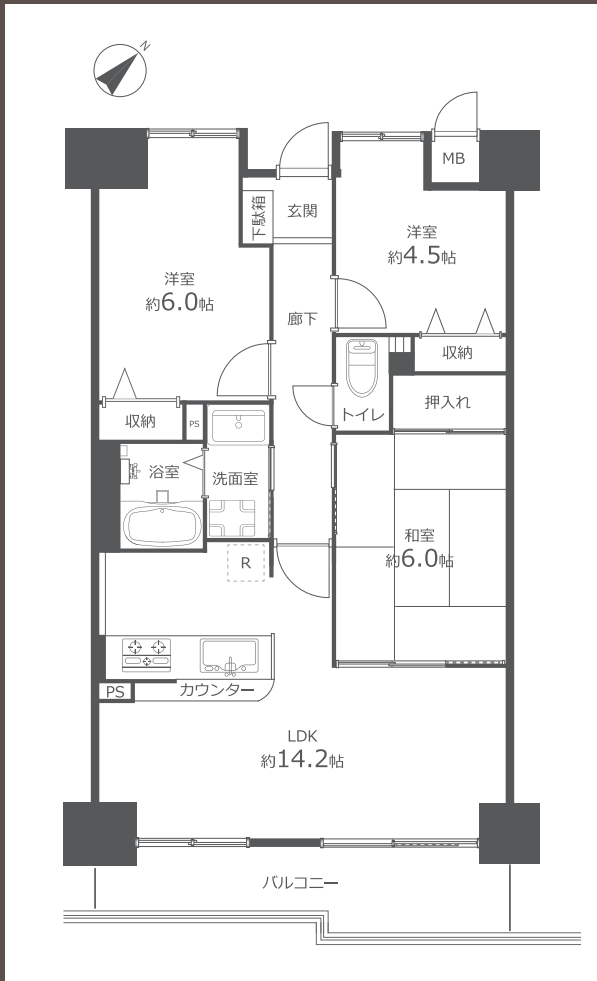 N
MB
下駄箱
玄関
洋室
約4.5帖
洋室
約6.0帖
廊下
収納
押入れ
トイレ
収納
PS
浴室
洗面室
和室
約6.0帖
R
PS
カウンター
LDK
約14.2帖
バルコニー